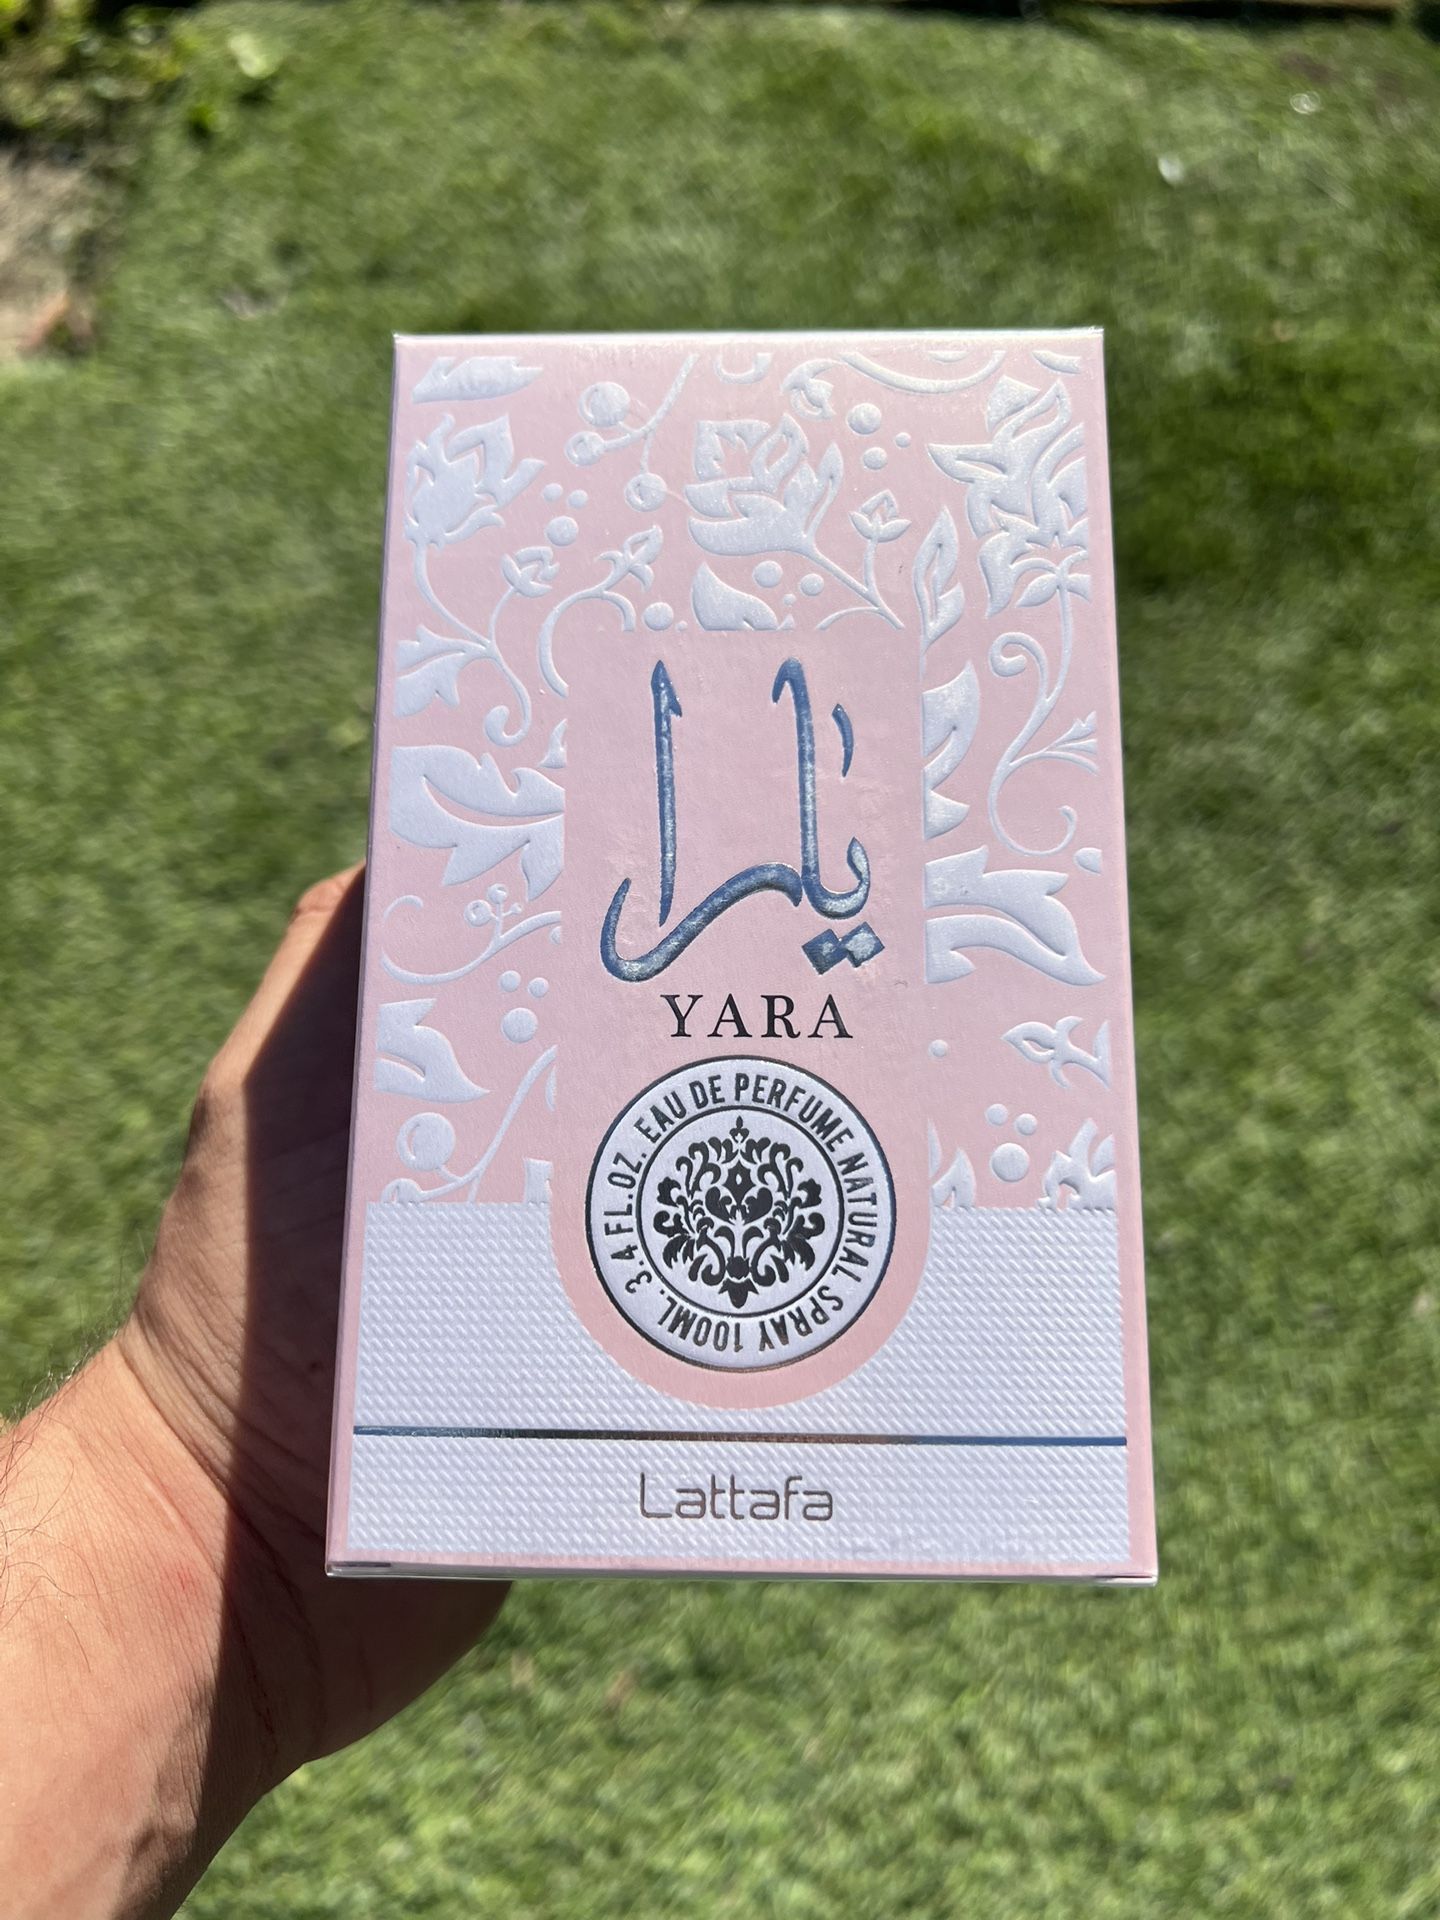 يارا
YARA
3.4 FL.OZ. EAU DE PERFUME NATURAL SPRAY 100ML.
Lattafa